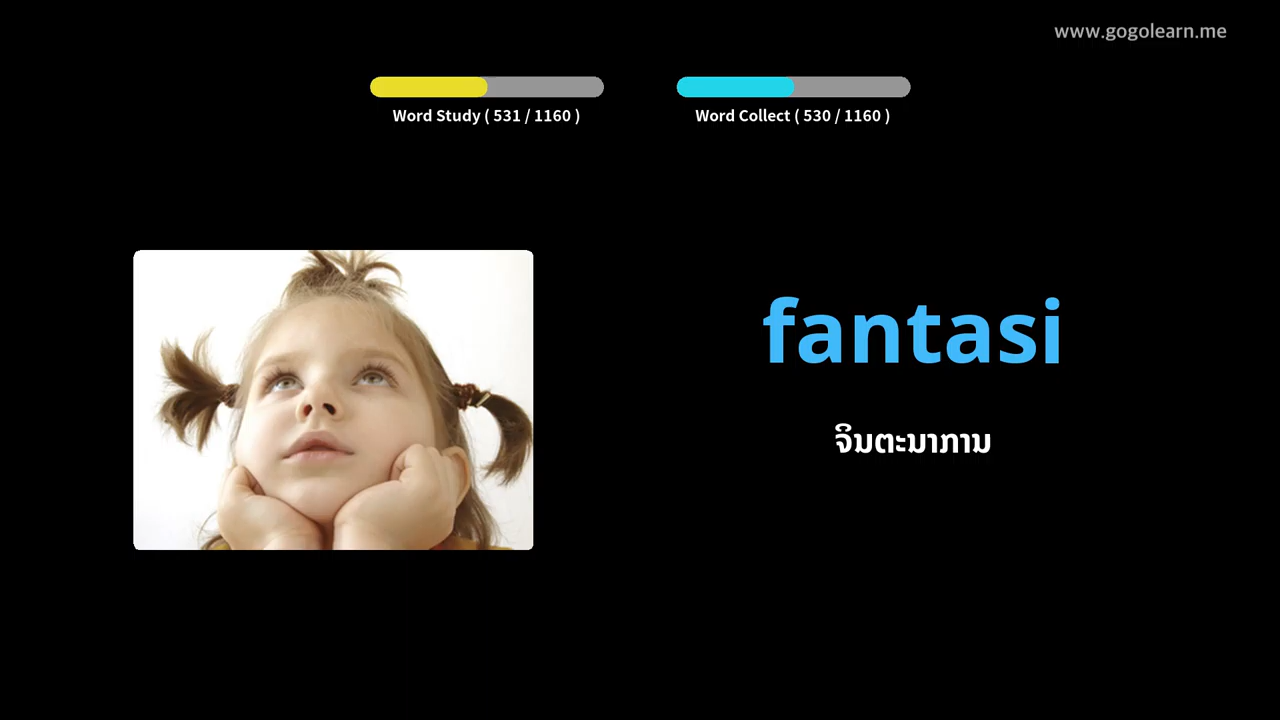 www.gogolearn.me
Word Study ( 531 / 1160 )
Word Collect ( 530 / 1160 )
fantasi
ຈິນຕະນາການ